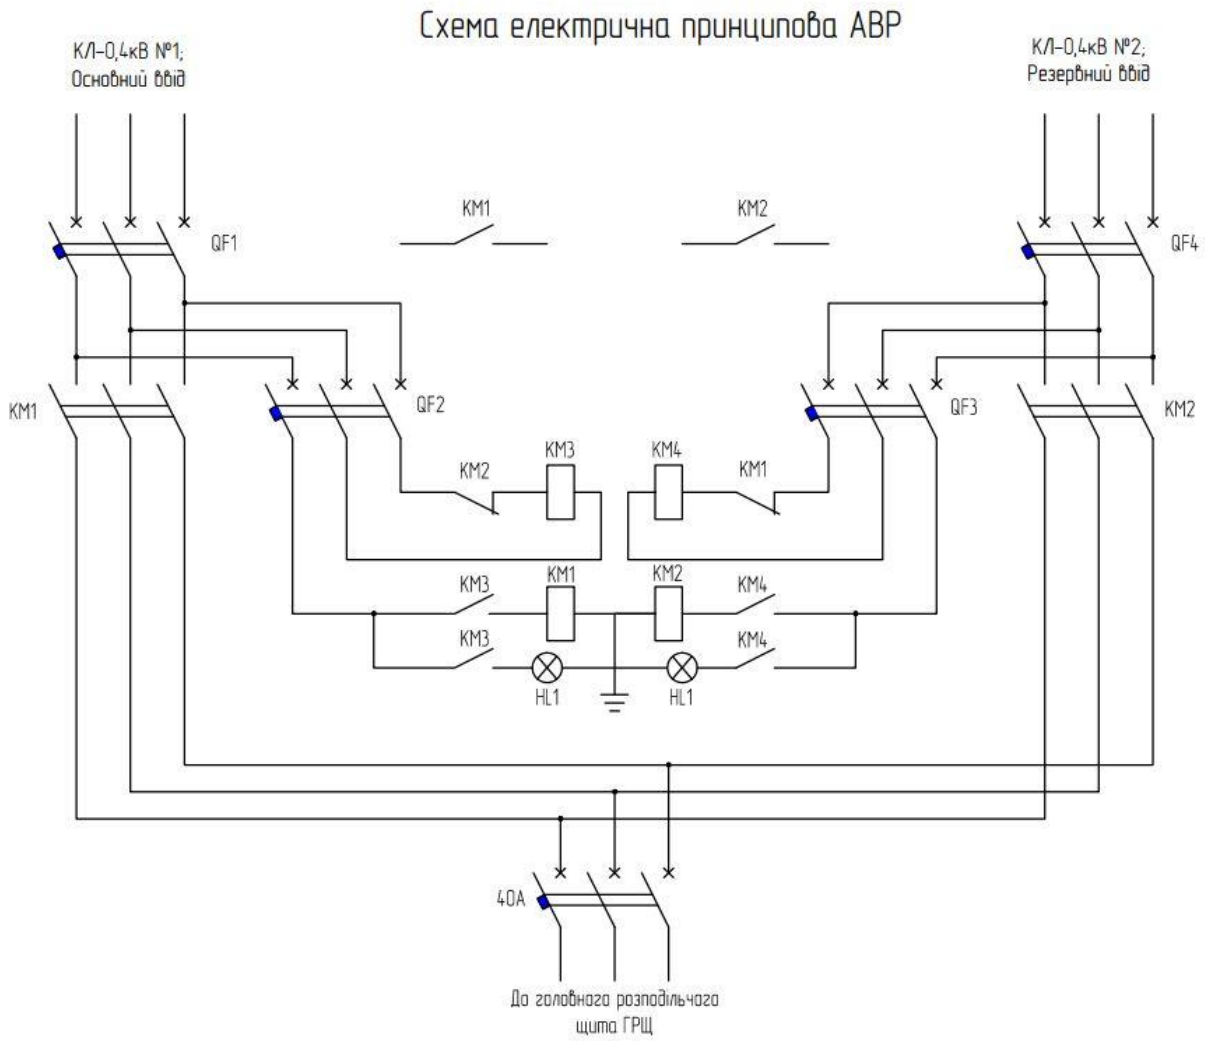 Схема електрична принципова АВР
КЛ-0,4кВ №1;
Основний ввід
КЛ-0,4кВ №2;
Резервний ввід
KM1
KM2
QF1
QF4
KM1
QF2
QF3
KM2
KM2
KM3
KM4
KM1
KM3
KM1
KM2
KM4
KM3
KM4
HL1
HL1
40А
До головного розподільчого
щита ГРЩ